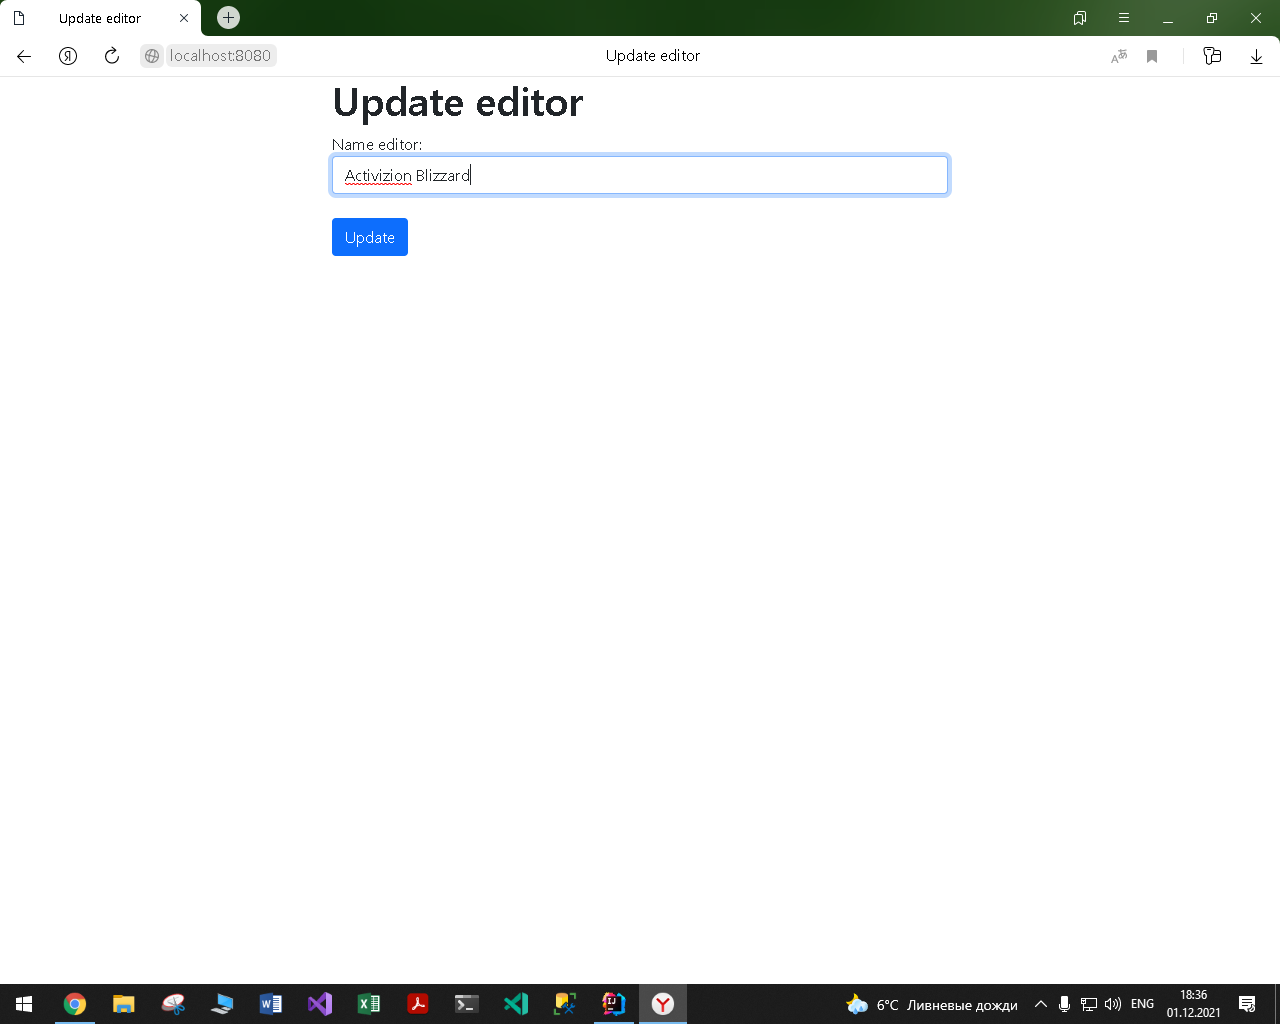 Update editor
localhost:8080
Update editor
Update editor
Name editor:
Activizion Blizzard
Update
6°C Ливневые дожди
ENG
18:36
01.12.2021